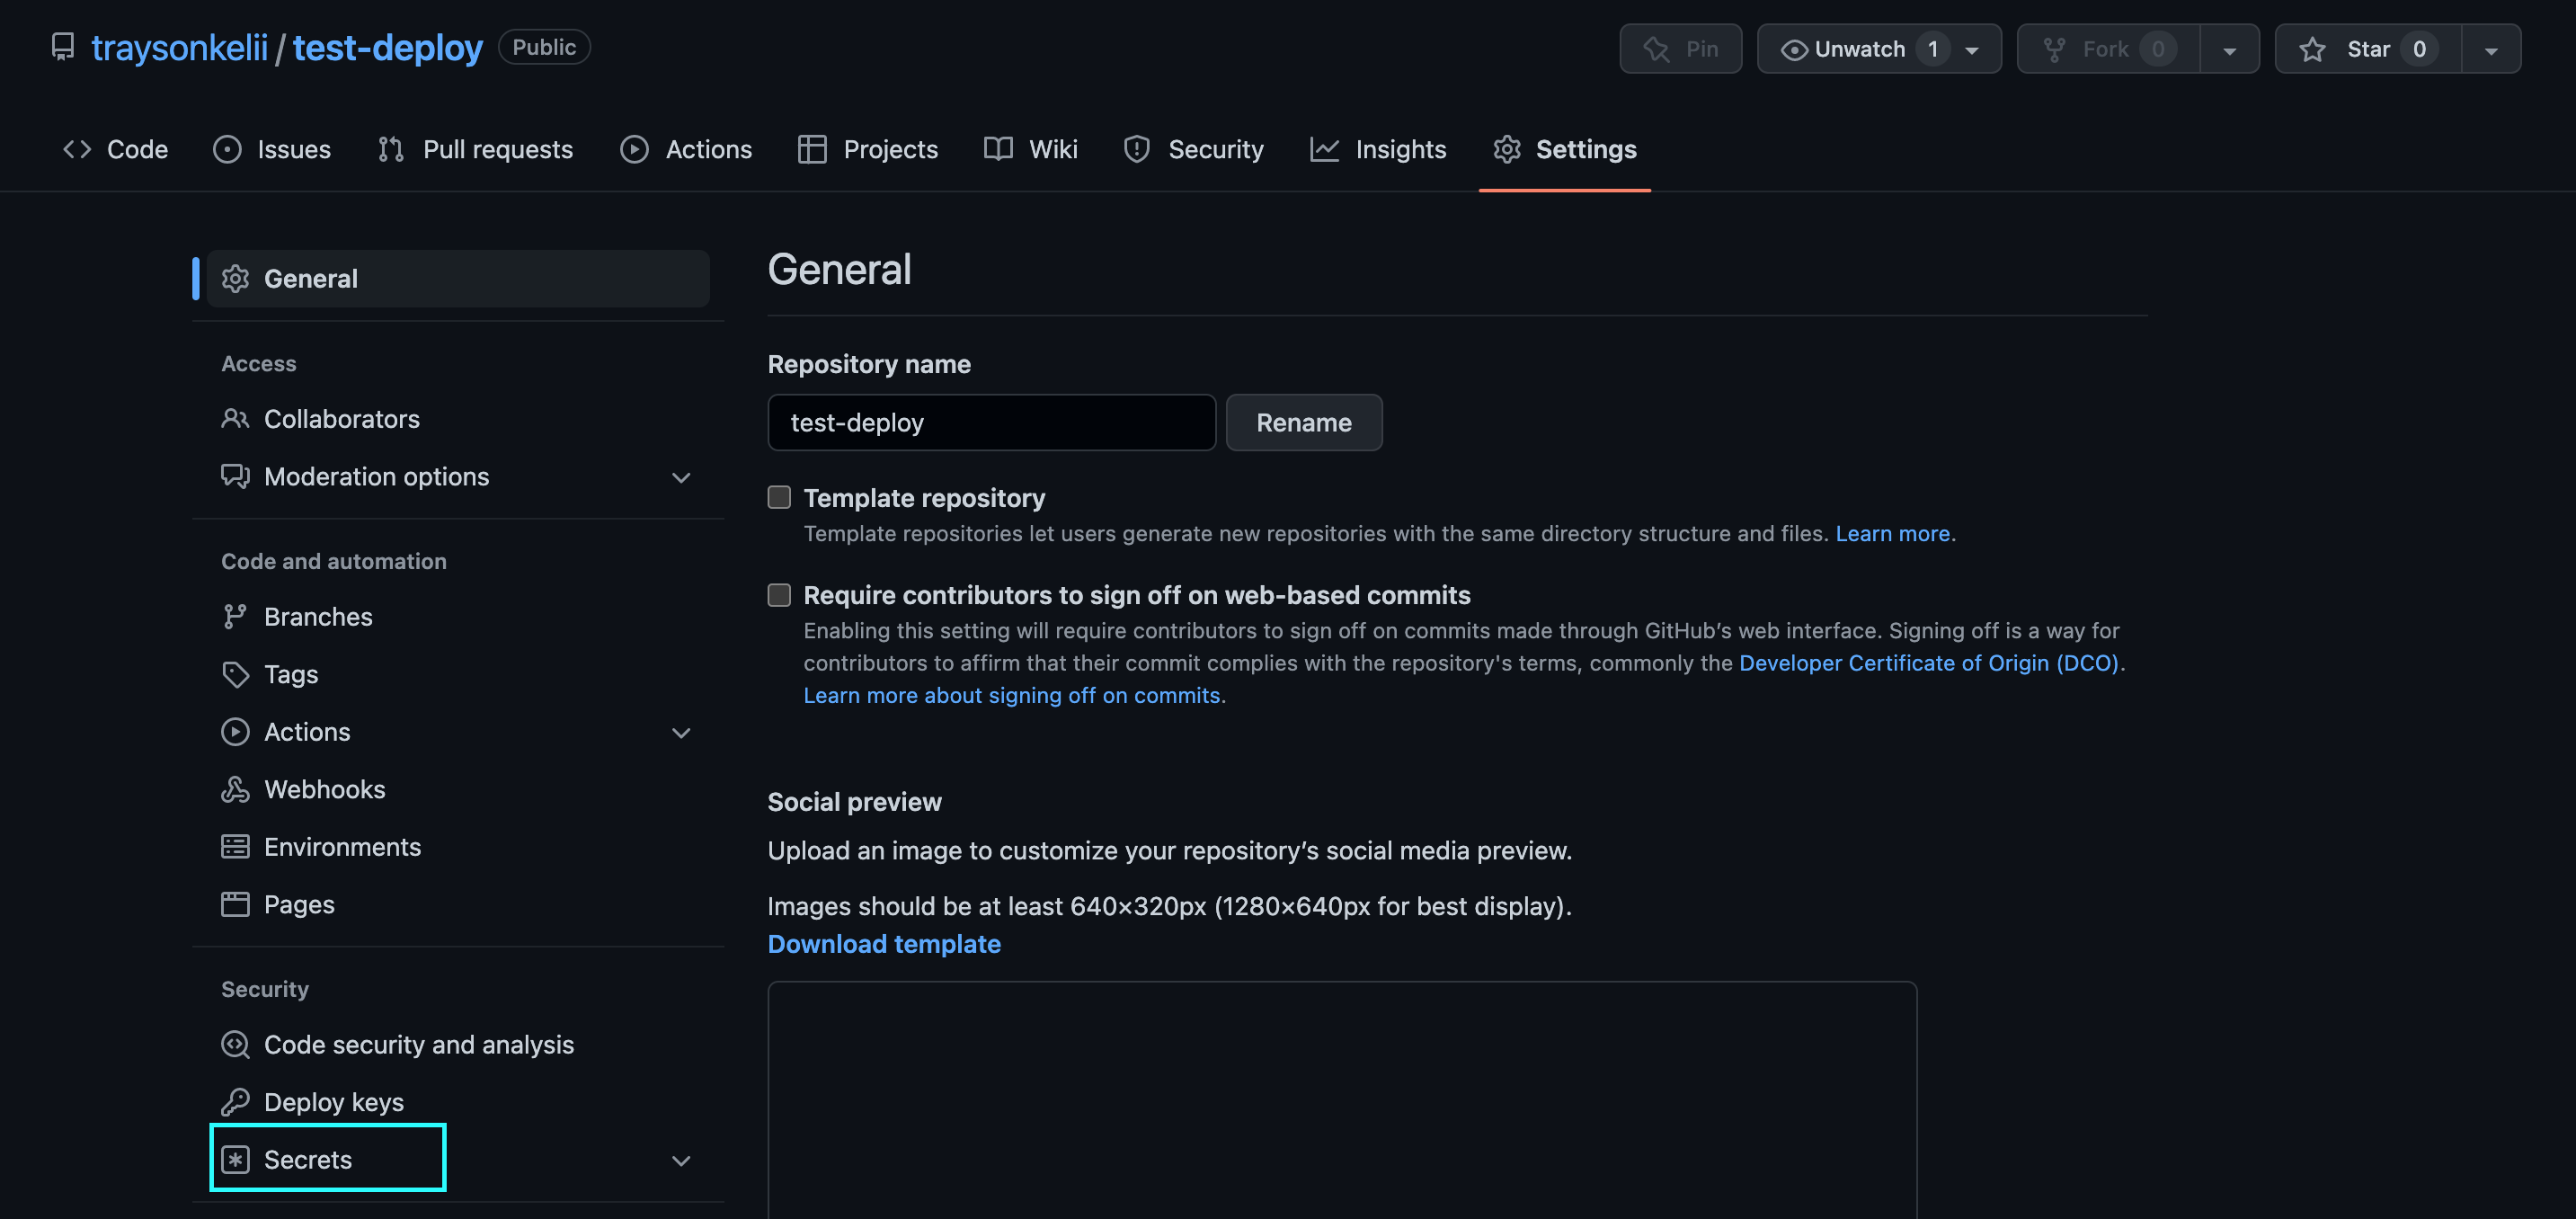 traysonkelii / test-deploy Public
Pin Unwatch 1 Fork 0 Star 0
Code Issues Pull requests Actions Projects Wiki Security Insights Settings
General
Access
Collaborators
Moderation options
Code and automation
Branches
Tags
Actions
Webhooks
Environments
Pages
Security
Code security and analysis
Deploy keys
Secrets
General
Repository name
test-deploy Rename
Template repository
Template repositories let users generate new repositories with the same directory structure and files. Learn more.
Require contributors to sign off on web-based commits
Enabling this setting will require contributors to sign off on commits made through GitHub’s web interface. Signing off is a way for
contributors to affirm that their commit complies with the repository's terms, commonly the Developer Certificate of Origin (DCO).
Learn more about signing off on commits.
Social preview
Upload an image to customize your repository’s social media preview.
Images should be at least 640×320px (1280×640px for best display).
Download template